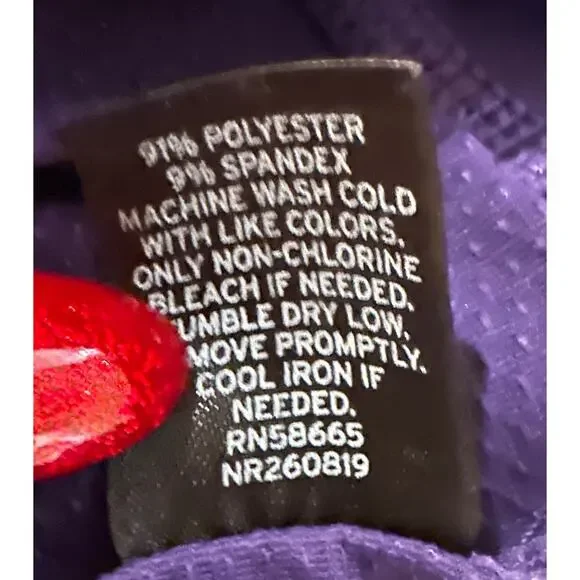 91% POLYESTER
9% SPANDEX
MACHINE WASH COLD
WITH LIKE COLORS.
ONLY NON-CHLORINE
BLEACH IF NEEDED.
UMBLE DRY LOW.
MOVE PROMPTLY.
COOL IRON IF
NEEDED.
RN58665
NR260819